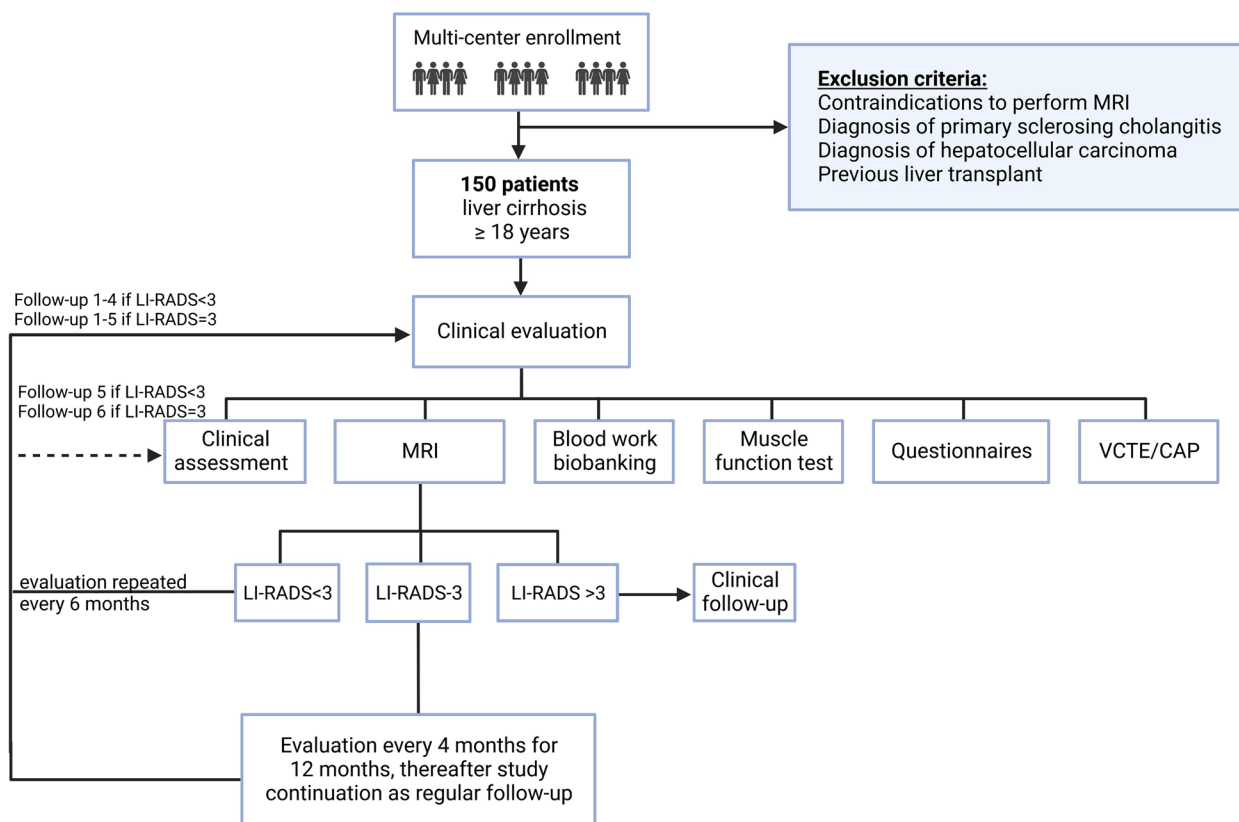 Multi-center enrollment
Exclusion criteria:
Contraindications to perform MRI
Diagnosis of primary sclerosing cholangitis
Diagnosis of hepatocellular carcinoma
Previous liver transplant
150 patients
liver cirrhosis
≥ 18 years
Follow-up 1-4 if LI-RADS<3
Follow-up 1-5 if LI-RADS=3
Clinical evaluation
Follow-up 5 if LI-RADS<3
Follow-up 6 if LI-RADS=3
Clinical
assessment
MRI
Blood work
biobanking
Muscle
function test
Questionnaires
VCTE/CAP
evaluation repeated
every 6 months
LI-RADS<3
LI-RADS-3
LI-RADS >3
Clinical
follow-up
Evaluation every 4 months for
12 months, thereafter study
continuation as regular follow-up